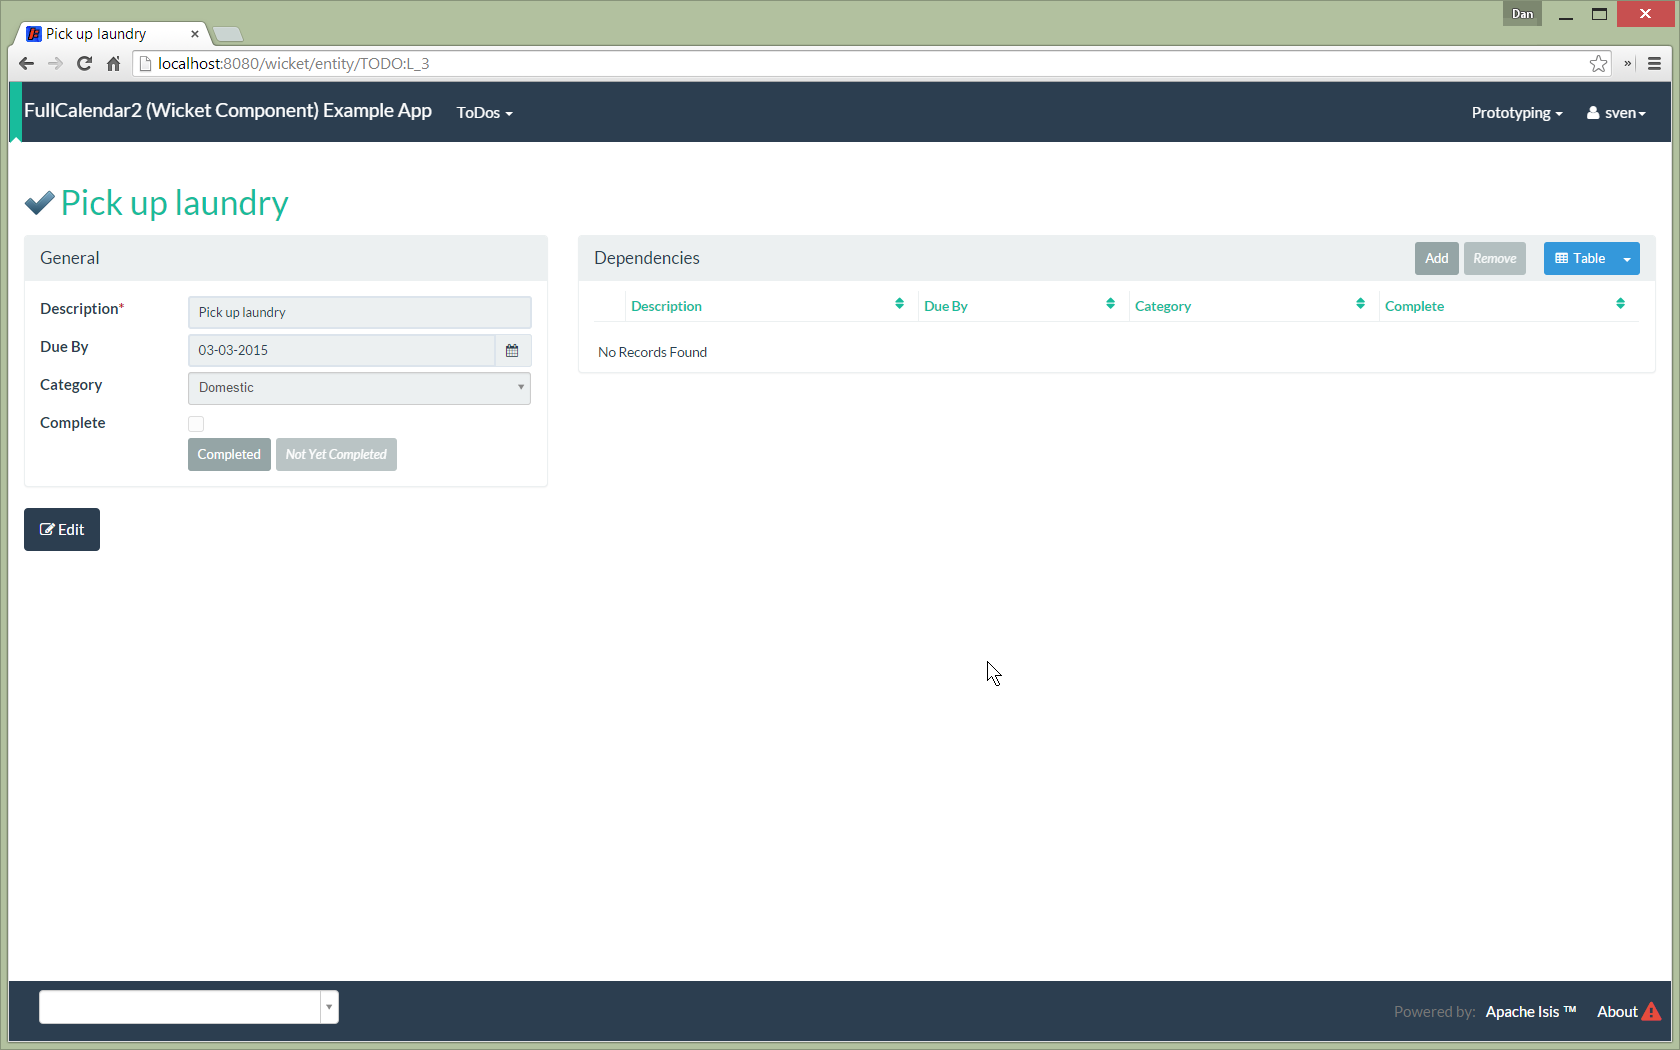 Dan
Pick up laundry
localhost:8080/wicket/entity/TODO:L_3
»
FullCalendar2 (Wicket Component) Example App ToDos Prototyping sven
Pick up laundry
General
Description* Pick up laundry
Due By 03-03-2015
Category Domestic
Complete
Completed Not Yet Completed
Edit
Dependencies Add Remove Table
Description Due By Category Complete
No Records Found
Powered by: Apache Isis ™ About